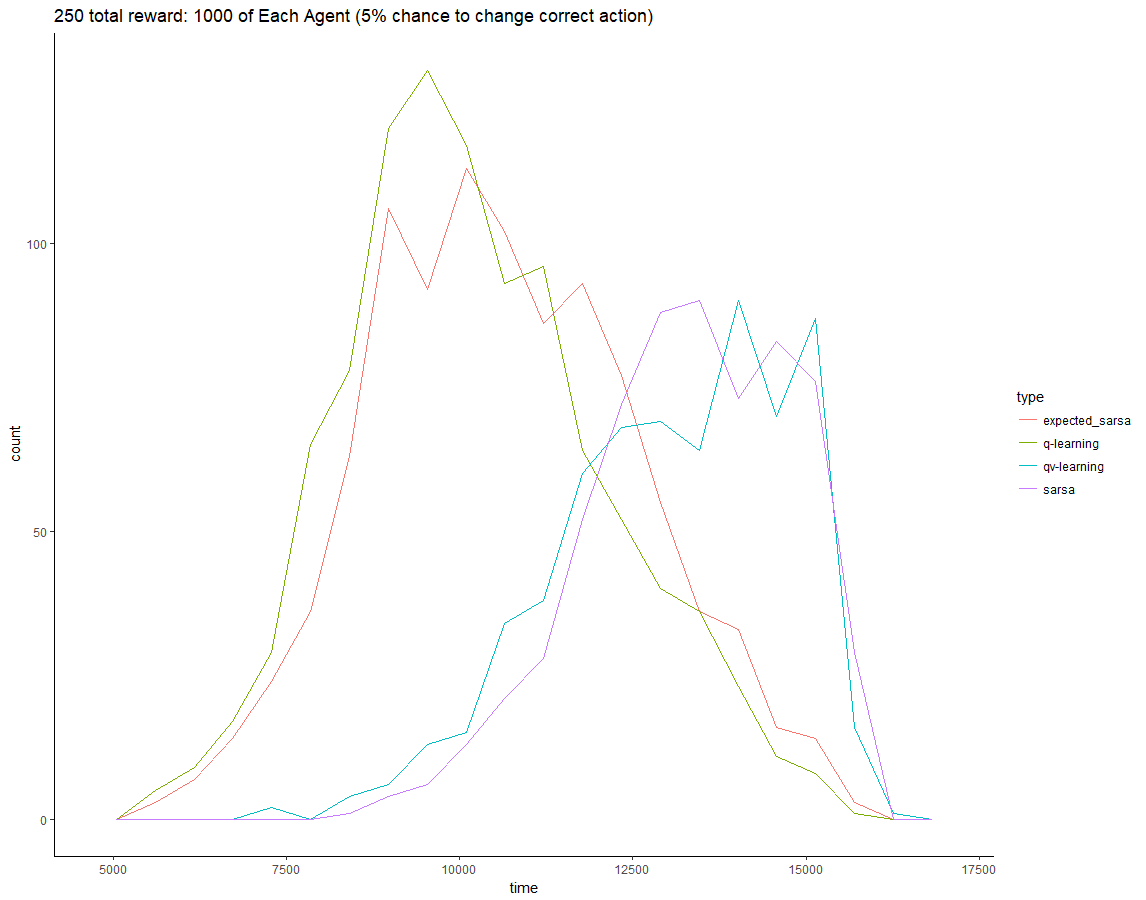 250 total reward: 1000 of Each Agent (5% chance to change correct action)
100
50
0
count
5000 7500 10000 12500 15000 17500
time
type
expected_sarsa
q-learning
qv-learning
sarsa